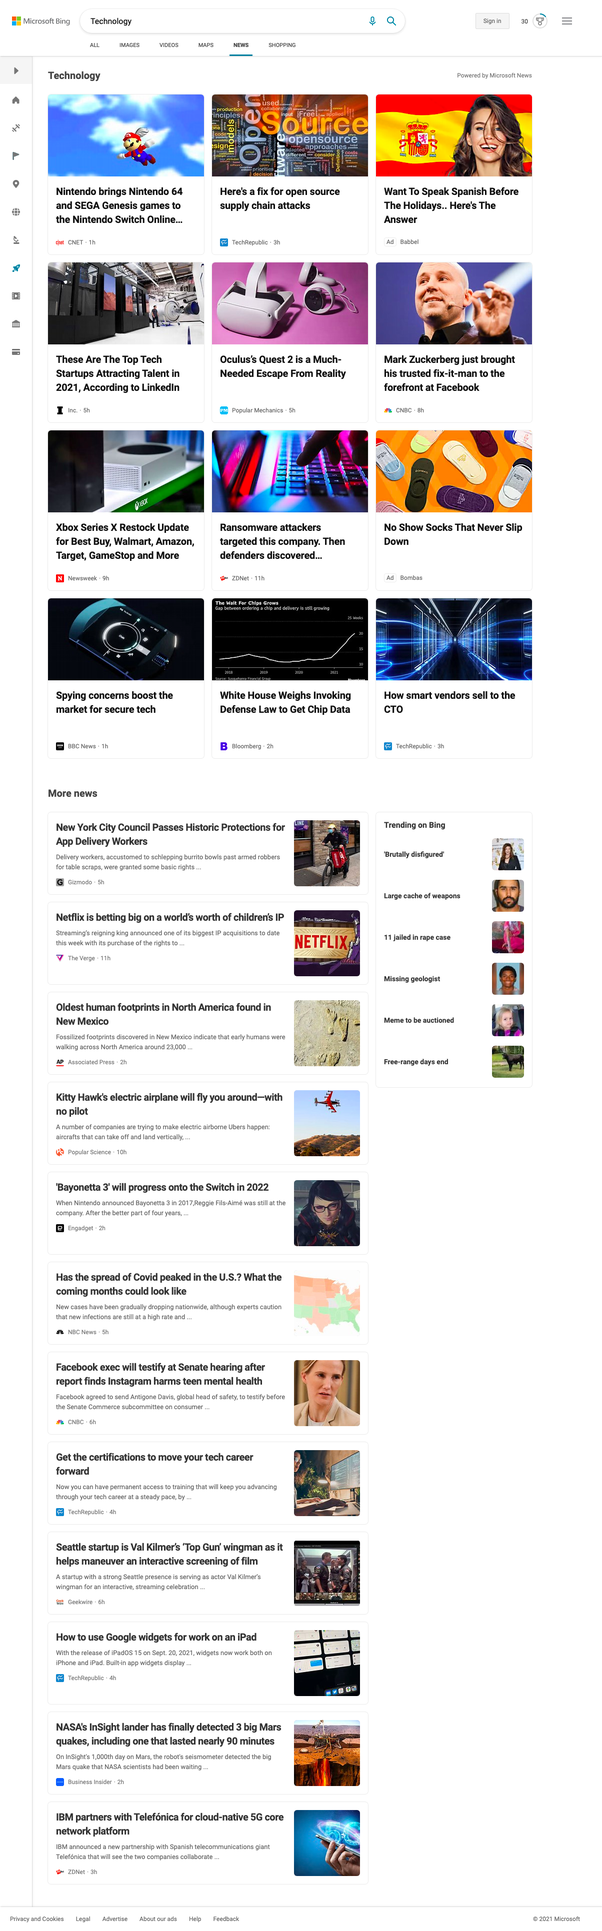 Microsoft Bing
Technology
Sign in
30
ALL IMAGES VIDEOS MAPS NEWS SHOPPING
Technology
Powered by Microsoft News
Nintendo brings Nintendo 64
and SEGA Genesis games to
the Nintendo Switch Online...
CNET · 1h
Open Source
opensource
Here's a fix for open source
supply chain attacks
TechRepublic · 3h
Want To Speak Spanish Before
The Holidays.. Here's The
Answer
Ad Babbel
These Are The Top Tech
Startups Attracting Talent in
2021, According to LinkedIn
Inc. · 5h
Oculus's Quest 2 is a Much-
Needed Escape From Reality
Popular Mechanics · 5h
Mark Zuckerberg just brought
his trusted fix-it-man to the
forefront at Facebook
CNBC · 8h
XBOX
Xbox Series X Restock Update
for Best Buy, Walmart, Amazon,
Target, GameStop and More
Newsweek · 9h
Ransomware attackers
targeted this company. Then
defenders discovered...
ZDNet · 11h
No Show Socks That Never Slip
Down
Ad Bombas
Spying concerns boost the
market for secure tech
BBC News · 1h
The Wait For Chips Grows
Gap between ordering a chip and delivery is still growing
White House Weighs Invoking
Defense Law to Get Chip Data
Bloomberg · 2h
How smart vendors sell to the
CTO
TechRepublic · 3h
More news
New York City Council Passes Historic Protections for
App Delivery Workers
Delivery workers, accustomed to schlepping burrito bowls past armed robbers
for table scraps, were granted some basic rights ...
Gizmodo · 5h
Netflix is betting big on a world's worth of children's IP
Streaming's reigning king announced one of its biggest IP acquisitions to date
this week with its purchase of the rights to ...
The Verge · 11h
NETFLIX
Oldest human footprints in North America found in
New Mexico
Fossilized footprints discovered in New Mexico indicate that early humans were
walking across North America around 23,000 ...
AP Associated Press · 2h
Kitty Hawk's electric airplane will fly you around—with
no pilot
A number of companies are trying to make electric airborne Ubers happen:
aircrafts that can take off and land vertically, ...
Popular Science · 10h
'Bayonetta 3' will progress onto the Switch in 2022
When Nintendo announced Bayonetta 3 in 2017,Reggie Fils-Aimé was still at the
company. After the better part of four years, ...
Engadget · 2h
Has the spread of Covid peaked in the U.S.? What the
coming months could look like
New cases have been gradually dropping nationwide, although experts caution
that new infections are still at a high rate and ...
NBC News · 5h
Facebook exec will testify at Senate hearing after
report finds Instagram harms teen mental health
Facebook agreed to send Antigone Davis, global head of safety, to testify before
the Senate Commerce subcommittee on consumer ...
CNBC · 6h
Get the certifications to move your tech career
forward
Now you can have permanent access to training that will keep you advancing
through your tech career at a steady pace, by ...
TechRepublic · 4h
Seattle startup is Val Kilmer's 'Top Gun' wingman as it
helps maneuver an interactive screening of film
A startup with a strong Seattle presence is serving as actor Val Kilmer's
wingman for an interactive, streaming celebration ...
Geekwire · 6h
How to use Google widgets for work on an iPad
With the release of iPadOS 15 on Sept. 20, 2021, widgets now work both on
iPhone and iPad. Built-in app widgets display ...
TechRepublic · 4h
NASA's InSight lander has finally detected 3 big Mars
quakes, including one that lasted nearly 90 minutes
On InSight's 1,000th day on Mars, the robot's seismometer detected the big
Mars quake that NASA scientists had been waiting ...
Business Insider · 2h
IBM partners with Telefónica for cloud-native 5G core
network platform
IBM announced a new partnership with Spanish telecommunications giant
Telefónica that will see the two companies collaborate ...
ZDNet · 3h
Trending on Bing
'Brutally disfigured'
Large cache of weapons
11 jailed in rape case
Missing geologist
Meme to be auctioned
Free-range days end
Privacy and Cookies Legal Advertise About our ads Help Feedback
© 2021 Microsoft